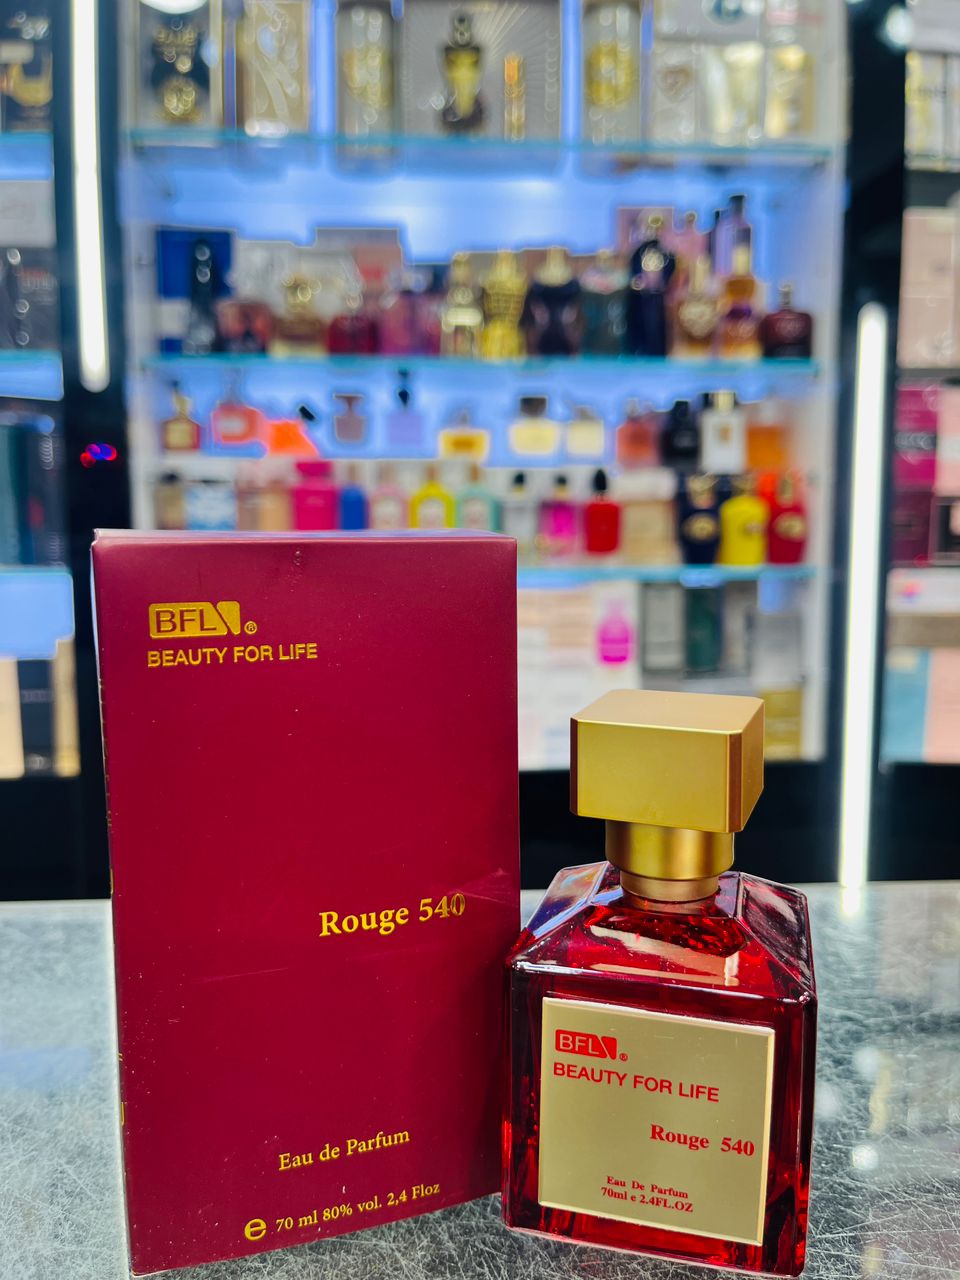 BFL ®
BEAUTY FOR LIFE
Rouge 540
Eau de Parfum
e 70 ml 80% vol. 2,4 Floz
BFL ®
BEAUTY FOR LIFE
Rouge 540
Eau De Parfum
70ml e 2.4FL.OZ